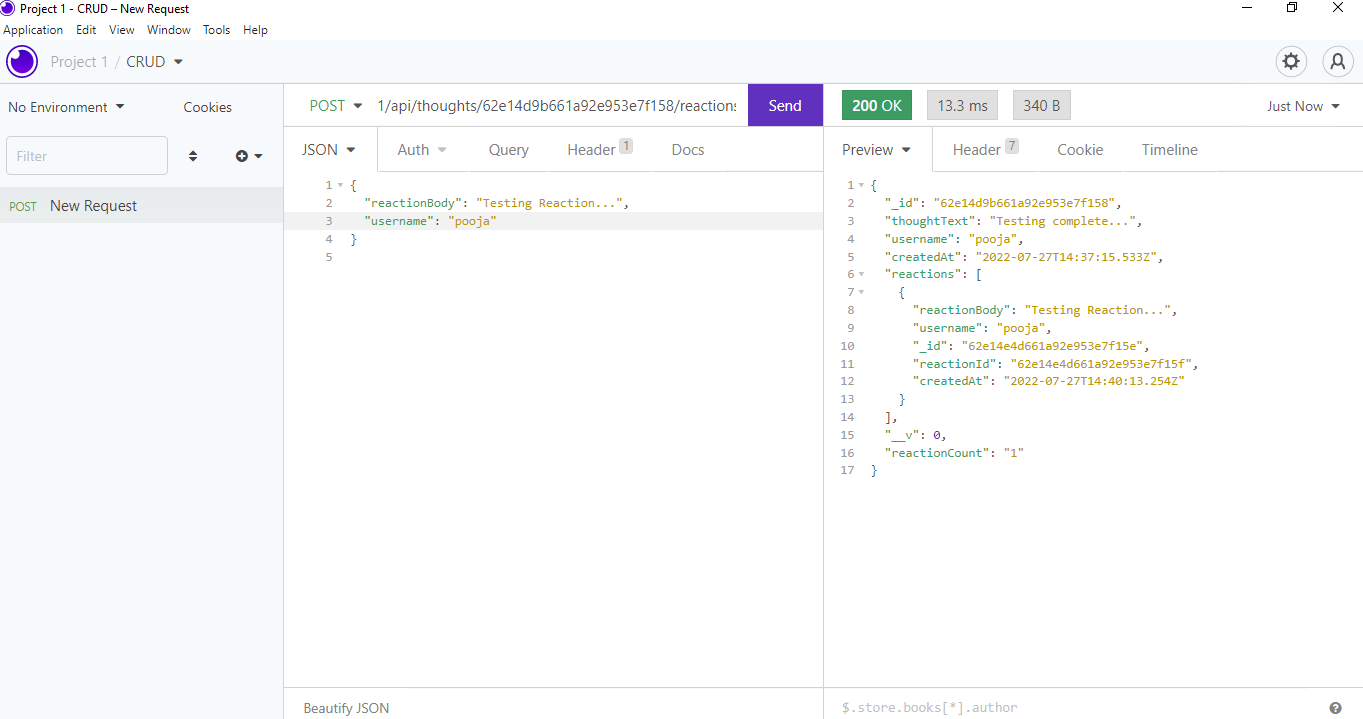 Project 1 - CRUD – New Request
Application Edit View Window Tools Help
Project 1 / CRUD
No Environment Cookies
Filter
POST New Request
POST 1/api/thoughts/62e14d9b661a92e953e7f158/reactions Send
JSON Auth Query Header 1 Docs
1 {
2 "reactionBody": "Testing Reaction...",
3 "username": "pooja"
4 }
5
Beautify JSON
200 OK 13.3 ms 340 B Just Now
Preview Header 7 Cookie Timeline
1 {
2 "_id": "62e14d9b661a92e953e7f158",
3 "thoughtText": "Testing complete...",
4 "username": "pooja",
5 "createdAt": "2022-07-27T14:37:15.533Z",
6 "reactions": [
7 {
8 "reactionBody": "Testing Reaction...",
9 "username": "pooja",
10 "_id": "62e14e4d661a92e953e7f15e",
11 "reactionId": "62e14e4d661a92e953e7f15f",
12 "createdAt": "2022-07-27T14:40:13.254Z"
13 }
14 ],
15 "__v": 0,
16 "reactionCount": "1"
17 }
$.store.books[*].author